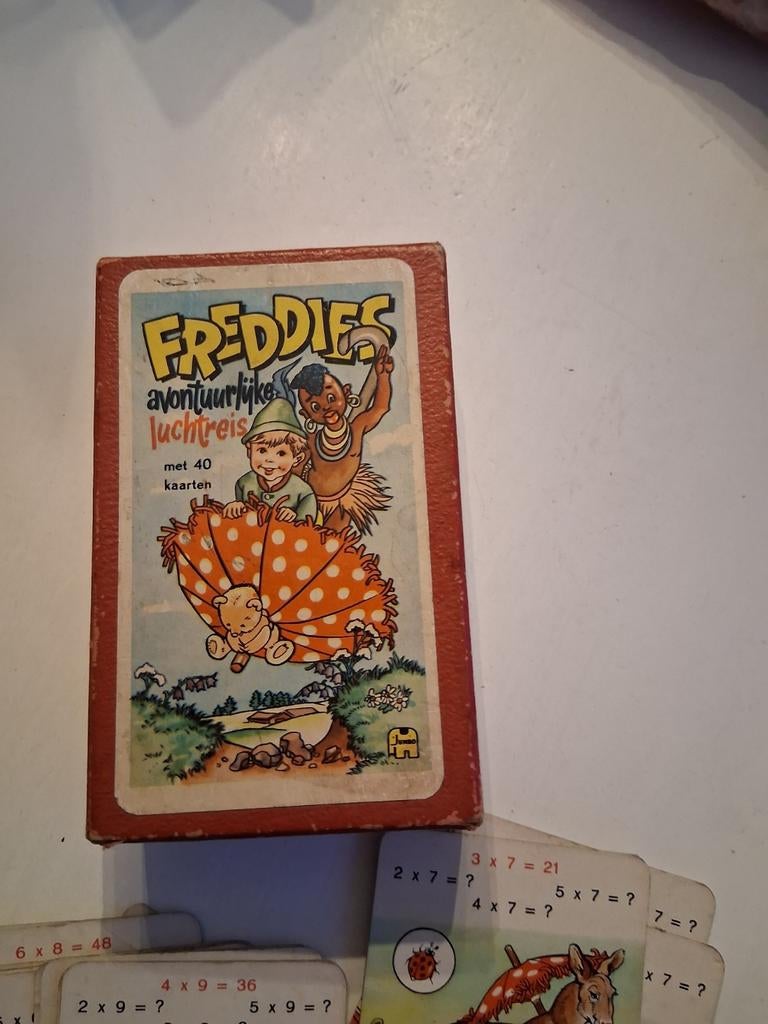 FREDDIES
avontuurlijke
luchtreis
met 40
kaarten
JUMBO
3 x 7 = 21
2 x 7 = ?
5 x 7 = ?
4 x 7 = ?
7 = ?
x 7 = ?
6 x 8 = 48
4 x 9 = 36
2 x 9 = ? 5 x 9 = ?